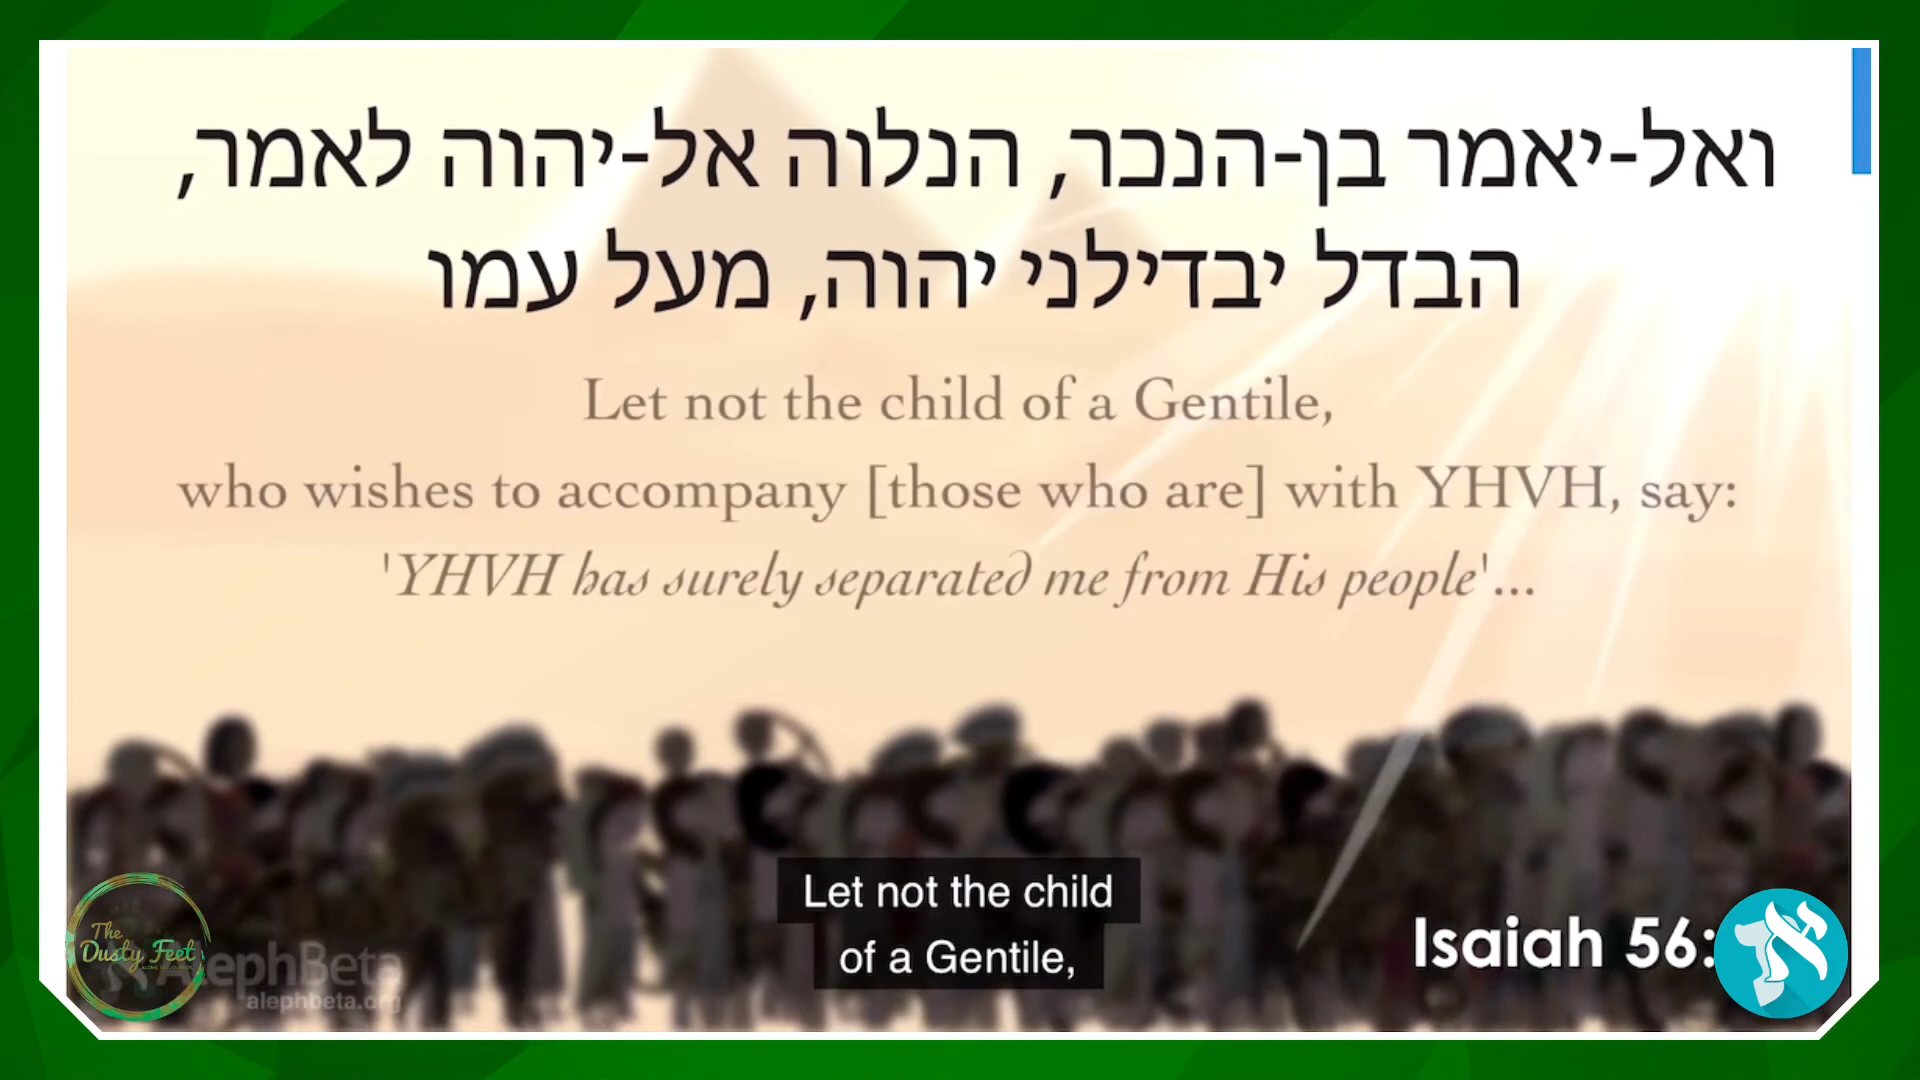 ואל-יאמר בן-הנכר, הנלוה אל-יהוה לאמר,
הבדל יבדילני יהוה, מעל עמו
Let not the child of a Gentile,
who wishes to accompany [those who are] with YHVH, say:
'YHVH has surely separated me from His people'...
Let not the child
of a Gentile,
Isaiah 56:
The
Dusty Feet
AlephBeta
alephbeta.org
א